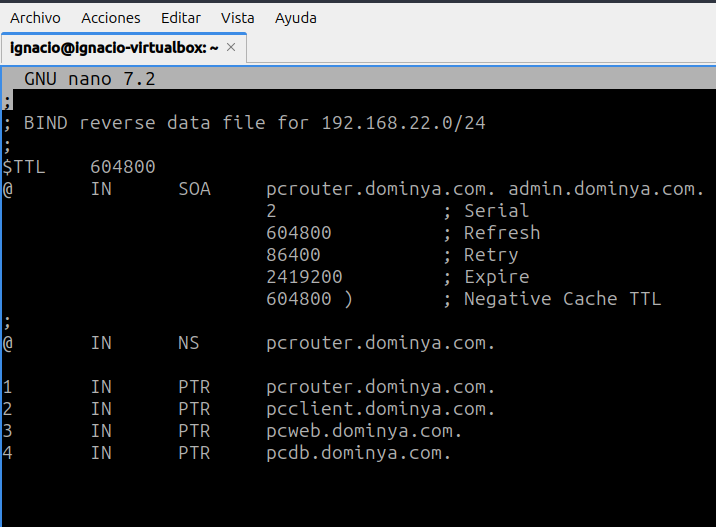 Archivo Acciones Editar Vista Ayuda
ignacio@ignacio-virtualbox: ~ ×
GNU nano 7.2
;
; BIND reverse data file for 192.168.22.0/24
;
$TTL 604800
@ IN SOA pcrouter.dominya.com. admin.dominya.com.
2 ; Serial
604800 ; Refresh
86400 ; Retry
2419200 ; Expire
604800 ) ; Negative Cache TTL
;
@ IN NS pcrouter.dominya.com.
1 IN PTR pcrouter.dominya.com.
2 IN PTR pcclient.dominya.com.
3 IN PTR pcweb.dominya.com.
4 IN PTR pcdb.dominya.com.